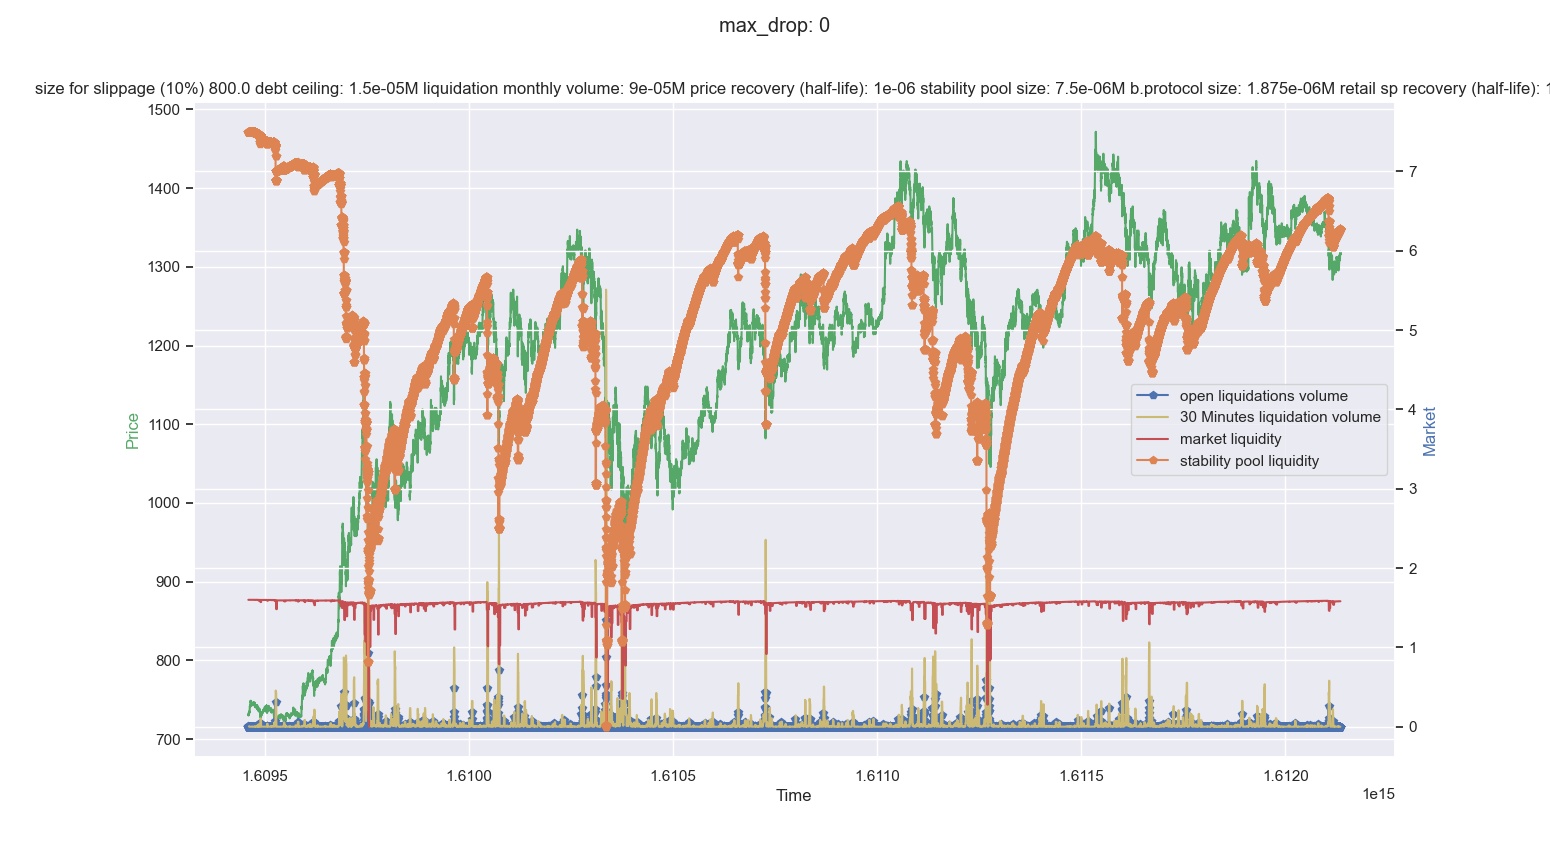 max_drop: 0
size for slippage (10%) 800.0 debt ceiling: 1.5e-05M liquidation monthly volume: 9e-05M price recovery (half-life): 1e-06 stability pool size: 7.5e-06M b.protocol size: 1.875e-06M retail sp recovery (half-life): 1
1500
1400
1300
1200
1100
1000
900
800
700
Price
7
6
5
4
3
2
1
0
Market
open liquidations volume
30 Minutes liquidation volume
market liquidity
stability pool liquidity
1.6095 1.6100 1.6105 1.6110 1.6115 1.6120
Time
1e15